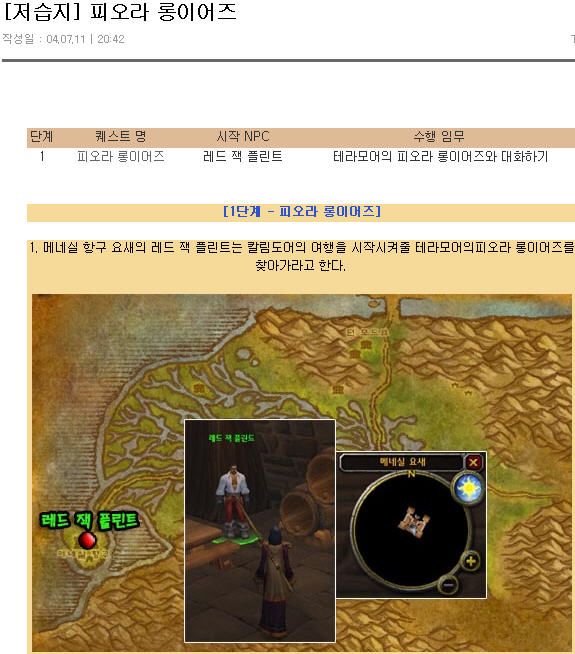 [저습지] 피오라 롱이어즈
작성일 : 04.07.11 | 20:42
단계 퀘스트 명 시작 NPC 수행 임무
1 피오라 롱이어즈 레드 잭 플린트 테라모어의 피오라 롱이어즈와 대화하기
[1단계 - 피오라 롱이어즈]
1. 메네실 항구 요새의 레드 잭 플린트는 칼림도어의 여행을 시작시켜줄 테라모어의피오라 롱이어즈를
찾아가라고 한다.
레드 잭 플린트
메네실 요새
N
레드 잭 플린트
메네실 항구